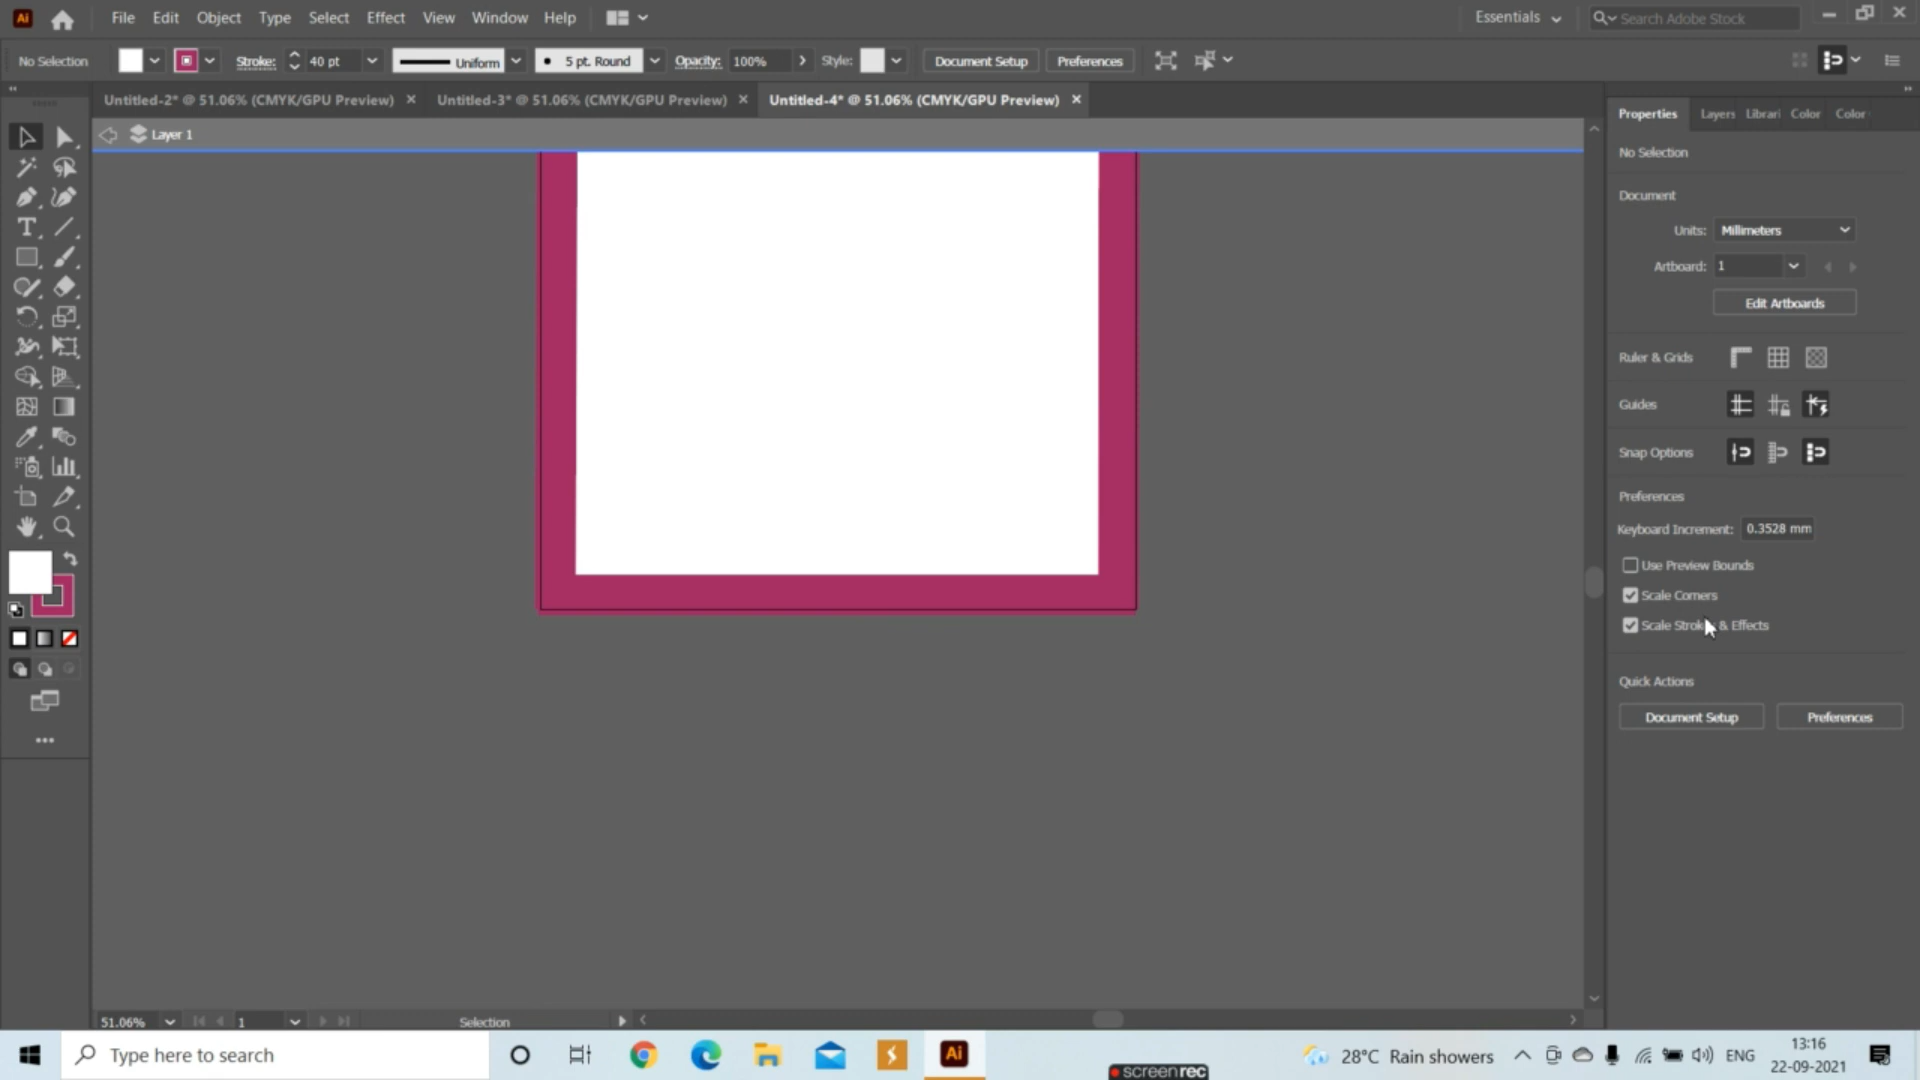 Ai File Edit Object Type Select Effect View Window Help Essentials Search Adobe Stock
No Selection Stroke: 40 pt Uniform 5 pt. Round Opacity: 100% Style: Document Setup Preferences
Untitled-2* @ 51.06% (CMYK/GPU Preview) × Untitled-3* @ 51.06% (CMYK/GPU Preview) × Untitled-4* @ 51.06% (CMYK/GPU Preview) ×
Layer 1
Properties Layers Librari Color Color
No Selection
Document
Units: Millimeters
Artboard: 1
Edit Artboards
Ruler & Grids
Guides
Snap Options
Preferences
Keyboard Increment: 0.3528 mm
Use Preview Bounds
Scale Corners
Scale Strok & Effects
Quick Actions
Document Setup Preferences
51.06% 1 Selection
Type here to search Ai 28°C Rain showers ENG 13:16
22-09-2021
screenrec